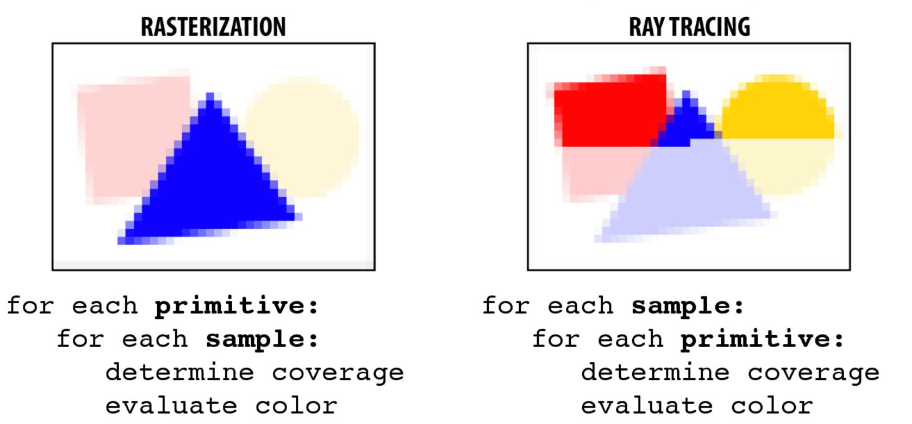 RASTERIZATION
for each primitive:
for each sample:
determine coverage
evaluate color
RAY TRACING
for each sample:
for each primitive:
determine coverage
evaluate color